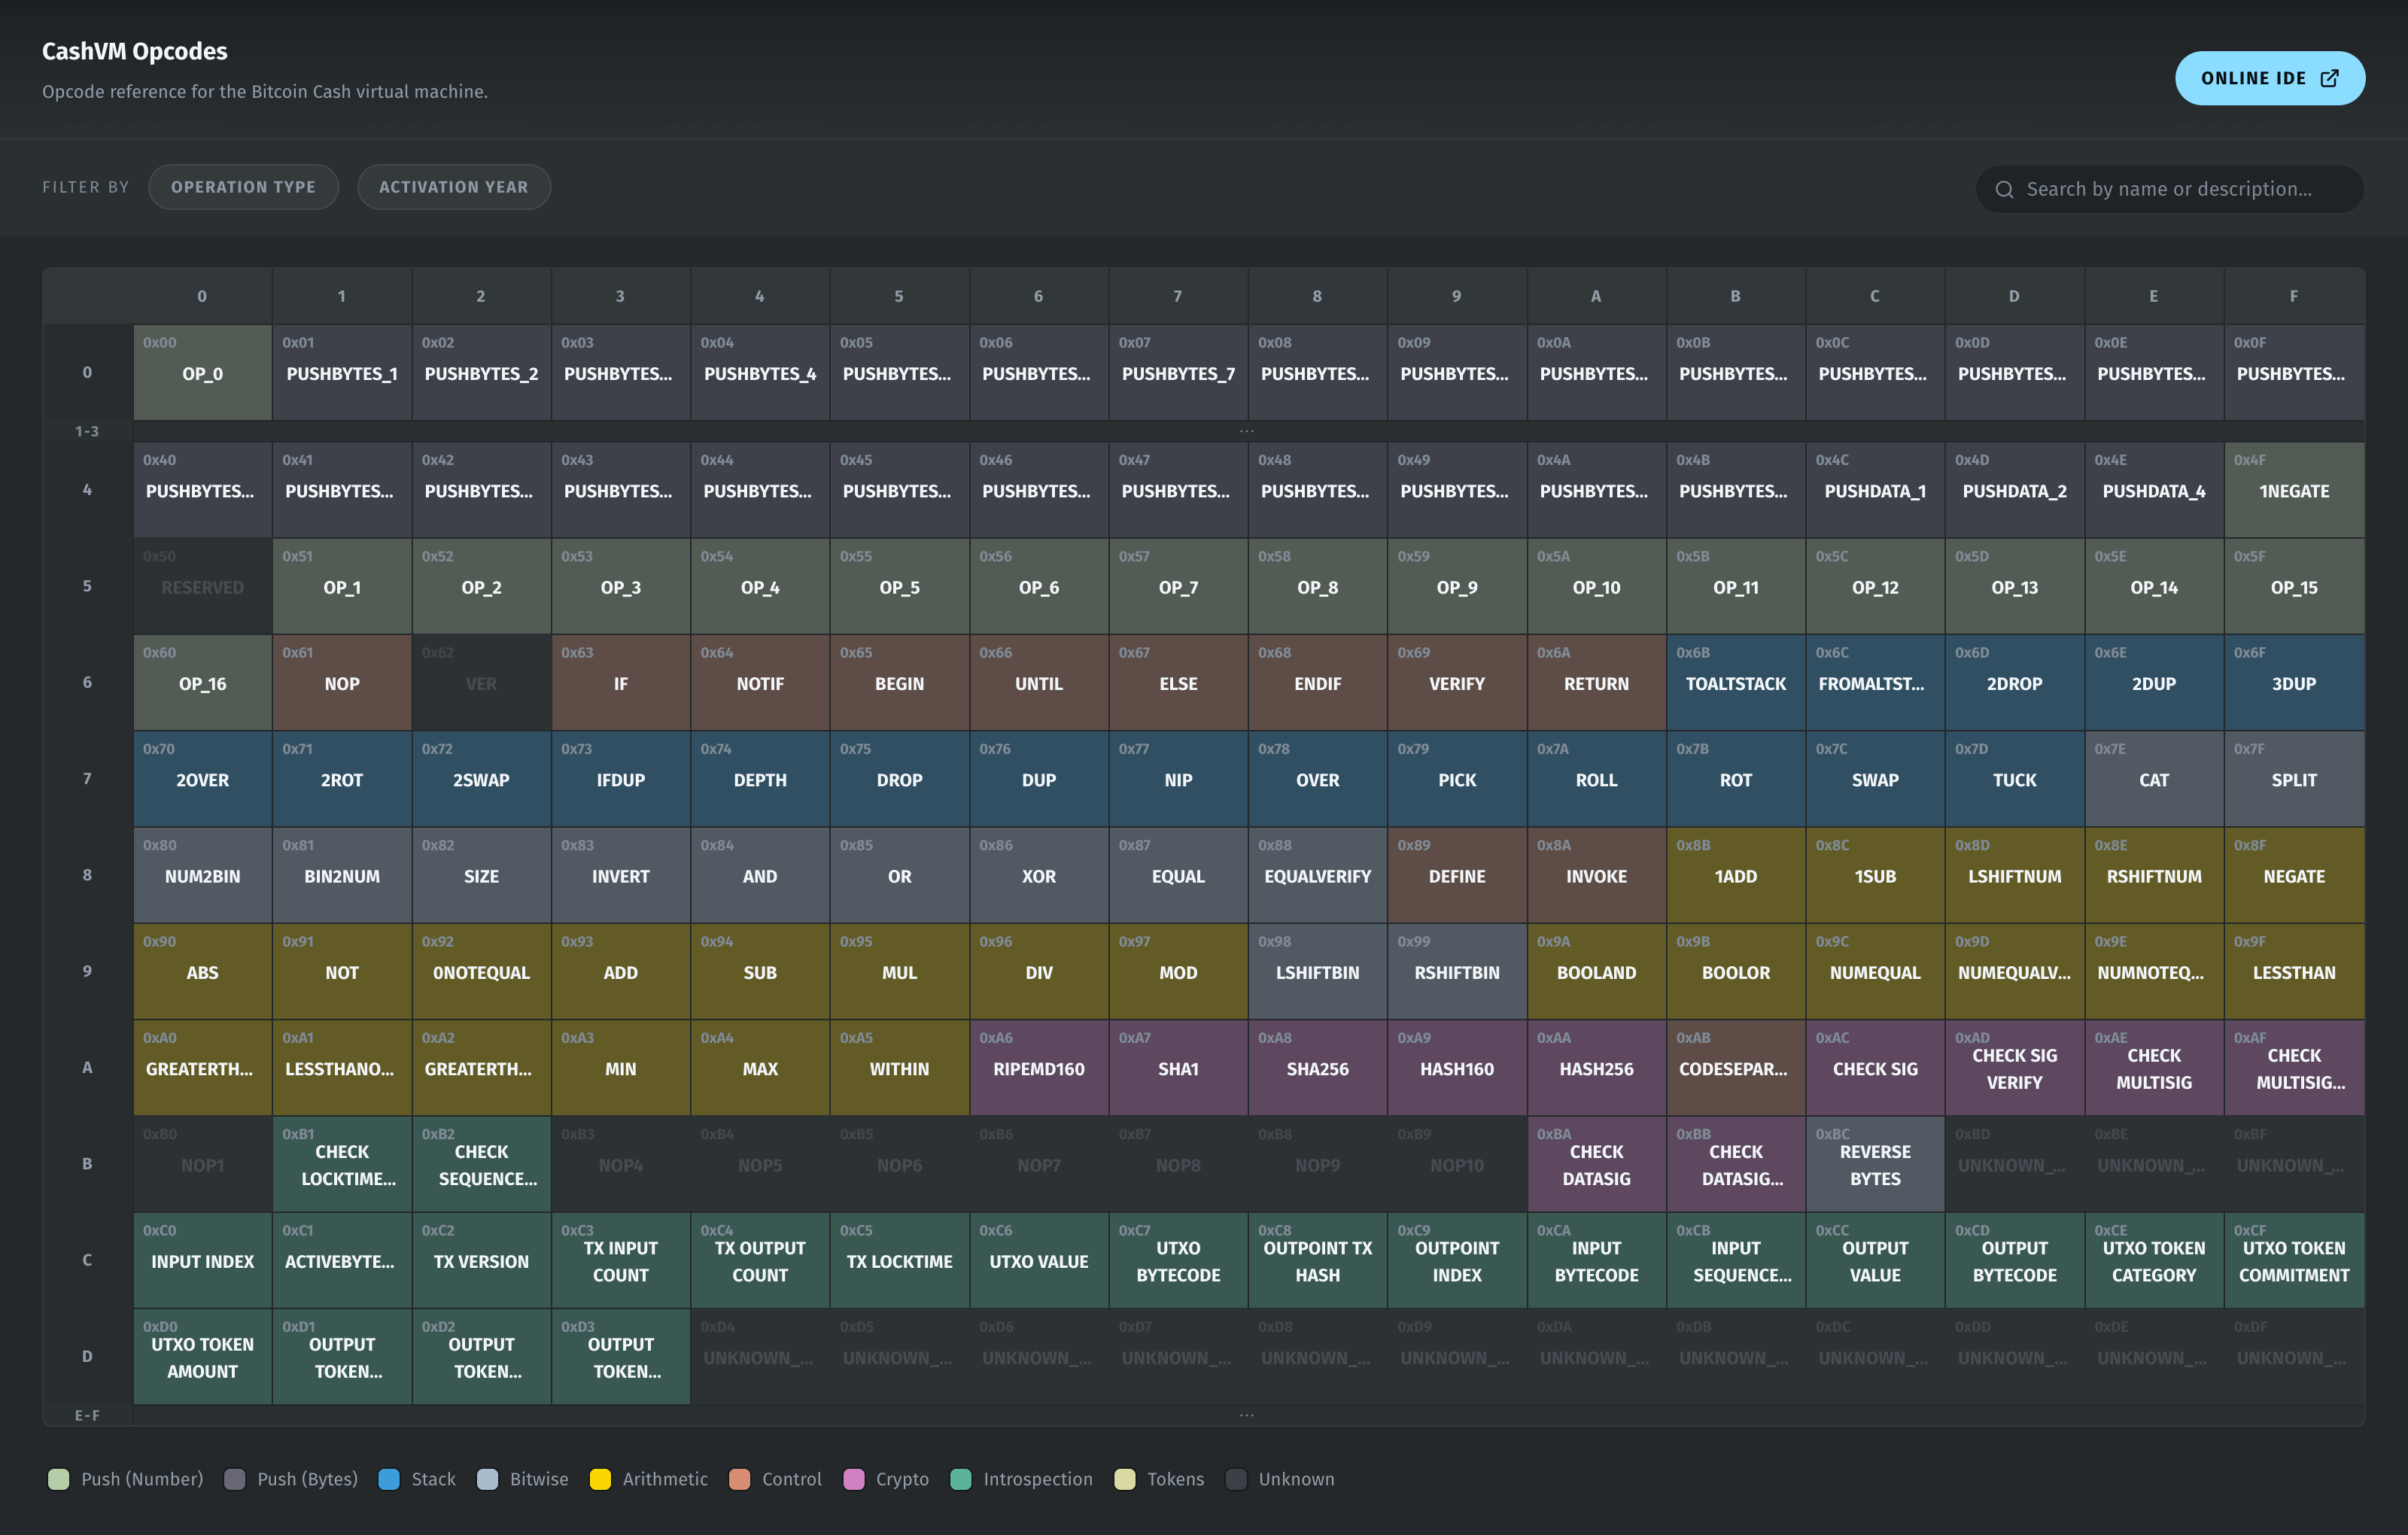 CashVM Opcodes
Opcode reference for the Bitcoin Cash virtual machine.
ONLINE IDE
FILTER BY OPERATION TYPE ACTIVATION YEAR
Search by name or description...
0 1 2 3 4 5 6 7 8 9 A B C D E F
0x00 0x01 0x02 0x03 0x04 0x05 0x06 0x07 0x08 0x09 0x0A 0x0B 0x0C 0x0D 0x0E 0x0F
0 OP_0 PUSHBYTES_1 PUSHBYTES_2 PUSHBYTES... PUSHBYTES_4 PUSHBYTES... PUSHBYTES... PUSHBYTES_7 PUSHBYTES... PUSHBYTES... PUSHBYTES... PUSHBYTES... PUSHBYTES... PUSHBYTES... PUSHBYTES... PUSHBYTES...
1-3 ...
0x40 0x41 0x42 0x43 0x44 0x45 0x46 0x47 0x48 0x49 0x4A 0x4B 0x4C 0x4D 0x4E 0x4F
4 PUSHBYTES... PUSHBYTES... PUSHBYTES... PUSHBYTES... PUSHBYTES... PUSHBYTES... PUSHBYTES... PUSHBYTES... PUSHBYTES... PUSHBYTES... PUSHBYTES... PUSHBYTES... PUSHDATA_1 PUSHDATA_2 PUSHDATA_4 1NEGATE
0x50 0x51 0x52 0x53 0x54 0x55 0x56 0x57 0x58 0x59 0x5A 0x5B 0x5C 0x5D 0x5E 0x5F
5 RESERVED OP_1 OP_2 OP_3 OP_4 OP_5 OP_6 OP_7 OP_8 OP_9 OP_10 OP_11 OP_12 OP_13 OP_14 OP_15
0x60 0x61 0x62 0x63 0x64 0x65 0x66 0x67 0x68 0x69 0x6A 0x6B 0x6C 0x6D 0x6E 0x6F
6 OP_16 NOP VER IF NOTIF BEGIN UNTIL ELSE ENDIF VERIFY RETURN TOALTSTACK FROMALTST... 2DROP 2DUP 3DUP
0x70 0x71 0x72 0x73 0x74 0x75 0x76 0x77 0x78 0x79 0x7A 0x7B 0x7C 0x7D 0x7E 0x7F
7 2OVER 2ROT 2SWAP IFDUP DEPTH DROP DUP NIP OVER PICK ROLL ROT SWAP TUCK CAT SPLIT
0x80 0x81 0x82 0x83 0x84 0x85 0x86 0x87 0x88 0x89 0x8A 0x8B 0x8C 0x8D 0x8E 0x8F
8 NUM2BIN BIN2NUM SIZE INVERT AND OR XOR EQUAL EQUALVERIFY DEFINE INVOKE 1ADD 1SUB LSHIFTNUM RSHIFTNUM NEGATE
0x90 0x91 0x92 0x93 0x94 0x95 0x96 0x97 0x98 0x99 0x9A 0x9B 0x9C 0x9D 0x9E 0x9F
9 ABS NOT 0NOTEQUAL ADD SUB MUL DIV MOD LSHIFTBIN RSHIFTBIN BOOLAND BOOLOR NUMEQUAL NUMEQUALV... NUMNOTEQ... LESSTHAN
0xA0 0xA1 0xA2 0xA3 0xA4 0xA5 0xA6 0xA7 0xA8 0xA9 0xAA 0xAB 0xAC 0xAD 0xAE 0xAF
A GREATERTH... LESSTHANO... GREATERTH... MIN MAX WITHIN RIPEMD160 SHA1 SHA256 HASH160 HASH256 CODESEPAR... CHECK SIG CHECK SIG VERIFY CHECK MULTISIG CHECK MULTISIG...
0xB0 0xB1 0xB2 0xB3 0xB4 0xB5 0xB6 0xB7 0xB8 0xB9 0xBA 0xBB 0xBC 0xBD 0xBE 0xBF
B NOP1 CHECK LOCKTIME... CHECK SEQUENCE... NOP4 NOP5 NOP6 NOP7 NOP8 NOP9 NOP10 CHECK DATASIG CHECK DATASIG... REVERSE BYTES UNKNOWN_... UNKNOWN_... UNKNOWN_...
0xC0 0xC1 0xC2 0xC3 0xC4 0xC5 0xC6 0xC7 0xC8 0xC9 0xCA 0xCB 0xCC 0xCD 0xCE 0xCF
C INPUT INDEX ACTIVEBYTE... TX VERSION TX INPUT COUNT TX OUTPUT COUNT TX LOCKTIME UTXO VALUE UTXO BYTECODE OUTPOINT TX HASH OUTPOINT INDEX INPUT BYTECODE INPUT SEQUENCE... OUTPUT VALUE OUTPUT BYTECODE UTXO TOKEN CATEGORY UTXO TOKEN COMMITMENT
0xD0 0xD1 0xD2 0xD3 0xD4 0xD5 0xD6 0xD7 0xD8 0xD9 0xDA 0xDB 0xDC 0xDD 0xDE 0xDF
D UTXO TOKEN AMOUNT OUTPUT TOKEN... OUTPUT TOKEN... OUTPUT TOKEN... UNKNOWN_... UNKNOWN_... UNKNOWN_... UNKNOWN_... UNKNOWN_... UNKNOWN_... UNKNOWN_... UNKNOWN_... UNKNOWN_... UNKNOWN_... UNKNOWN_... UNKNOWN_...
E-F ...
Push (Number) Push (Bytes) Stack Bitwise Arithmetic Control Crypto Introspection Tokens Unknown